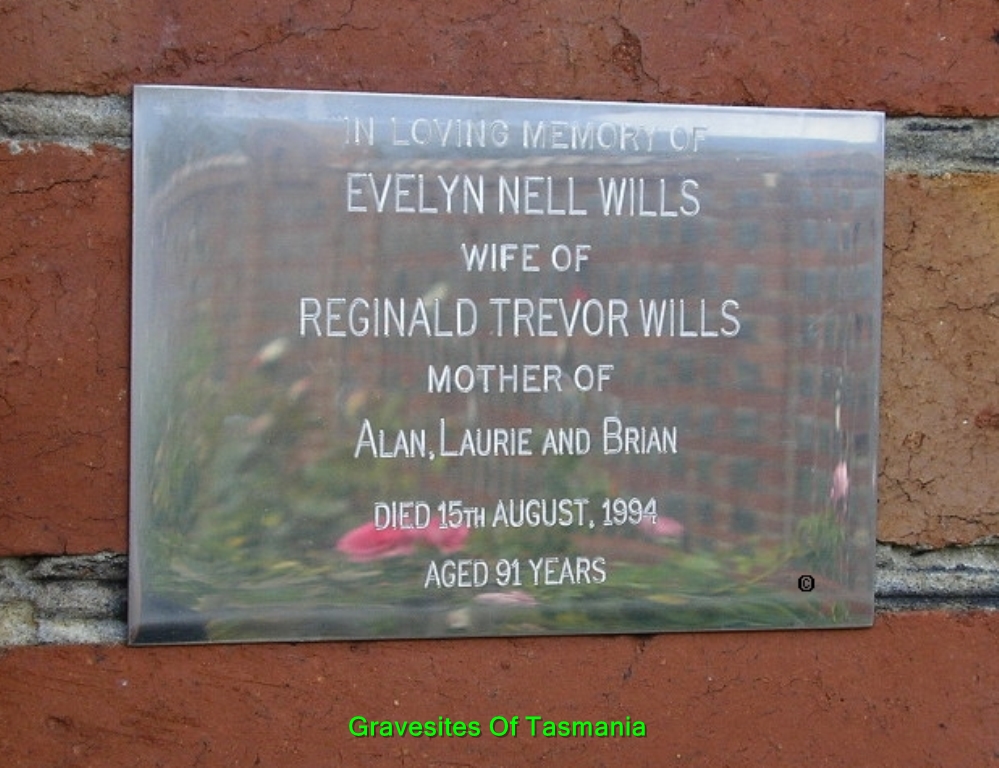 IN LOVING MEMORY OF
EVELYN NELL WILLS
WIFE OF
REGINALD TREVOR WILLS
MOTHER OF
ALAN, LAURIE AND BRIAN
DIED 15TH AUGUST, 1994
AGED 91 YEARS
©
Gravesites Of Tasmania